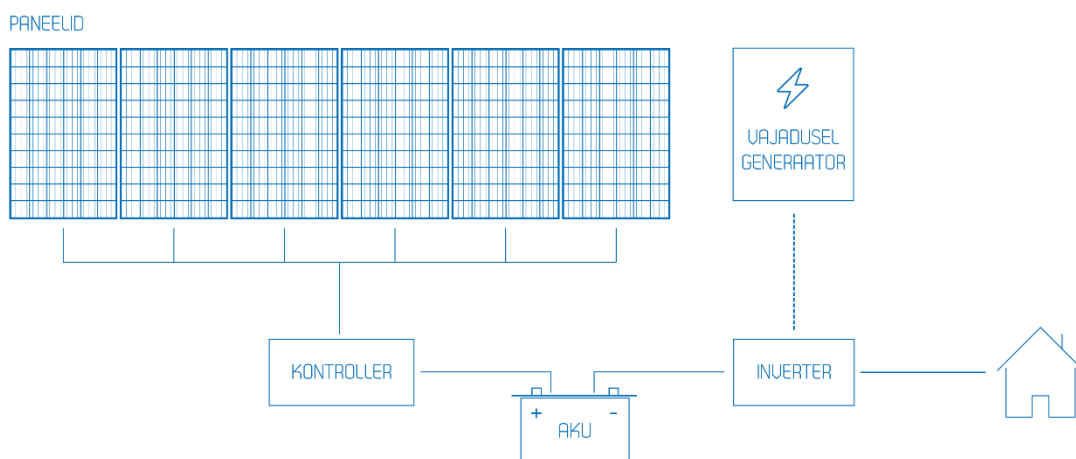 PANEELID
VAJADUSEL
GENERAATOR
KONTROLLER
INVERTER
+ -
AKU